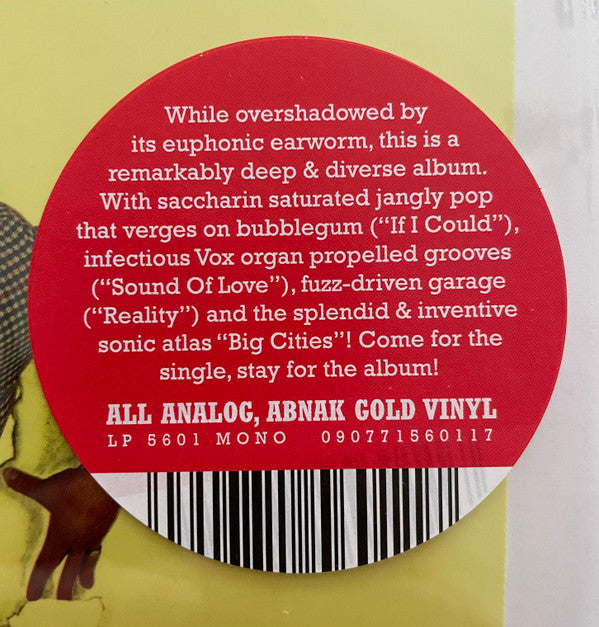 While overshadowed by
its euphonic earworm, this is a
remarkably deep & diverse album.
With saccharin saturated jangly pop
that verges on bubblegum (“If I Could”),
infectious Vox organ propelled grooves
(“Sound Of Love”), fuzz-driven garage
(“Reality”) and the splendid & inventive
sonic atlas “Big Cities”! Come for the
single, stay for the album!
ALL ANALOG, ABNAK GOLD VINYL
LP 5601 MONO 090771560117